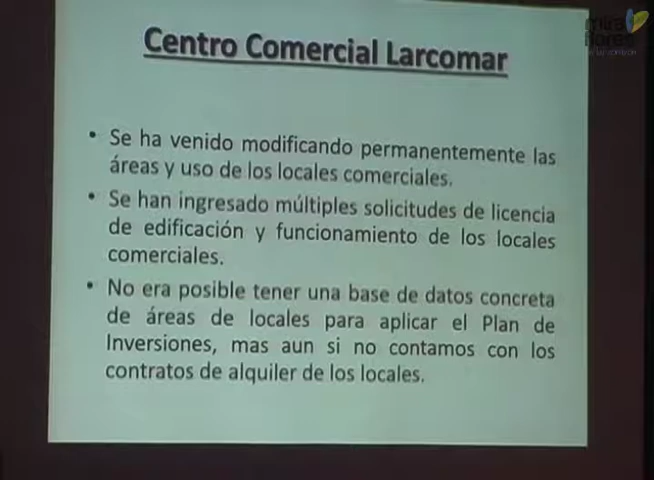 mira
flores
Centro Comercial Larcomar
• Se ha venido modificando permanentemente las
áreas y uso de los locales comerciales.
• Se han ingresado múltiples solicitudes de licencia
de edificación y funcionamiento de los locales
comerciales.
• No era posible tener una base de datos concreta
de áreas de locales para aplicar el Plan de
Inversiones, mas aun si no contamos con los
contratos de alquiler de los locales.